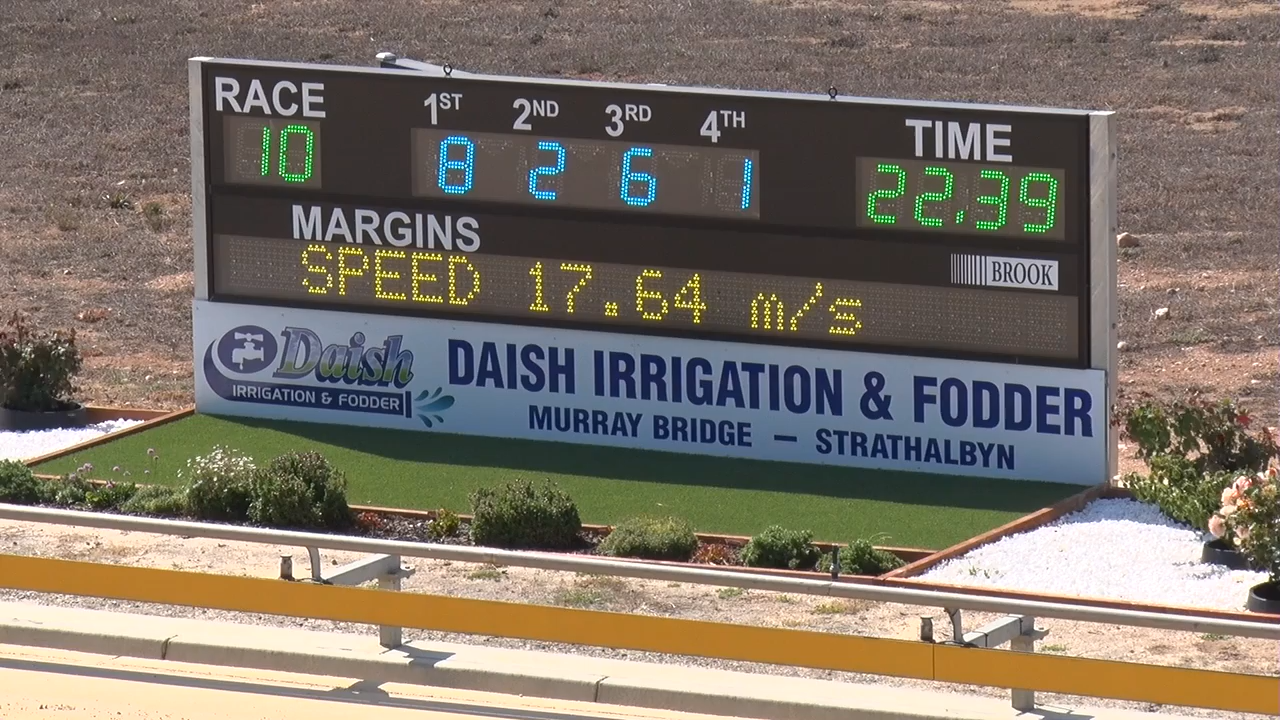 RACE 1ST 2ND 3RD 4TH TIME
10 8 2 6 1 22.39
MARGINS
BROOK
SPEED 17.64 m/s
Daish
IRRIGATION & FODDER
DAISH IRRIGATION & FODDER
MURRAY BRIDGE – STRATHALBYN